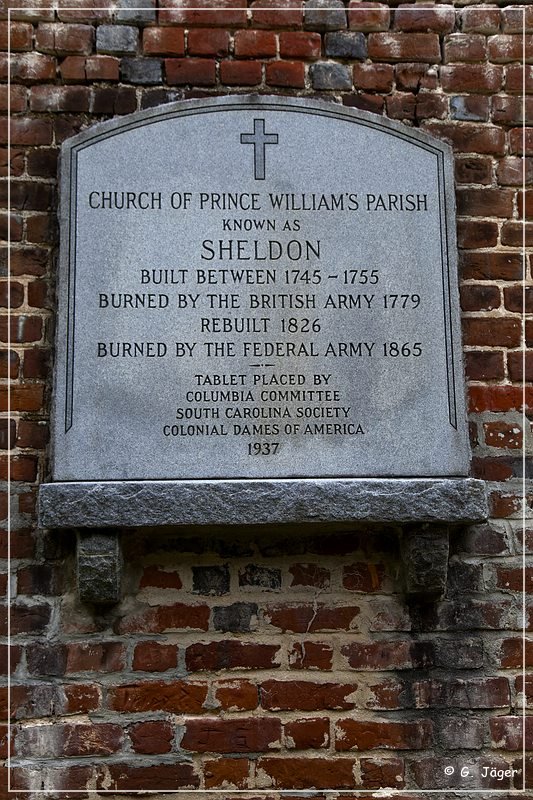 CHURCH OF PRINCE WILLIAM'S PARISH
KNOWN AS
SHELDON
BUILT BETWEEN 1745 – 1755
BURNED BY THE BRITISH ARMY 1779
REBUILT 1826
BURNED BY THE FEDERAL ARMY 1865
TABLET PLACED BY
COLUMBIA COMMITTEE
SOUTH CAROLINA SOCIETY
COLONIAL DAMES OF AMERICA
1937
© G. Jäger